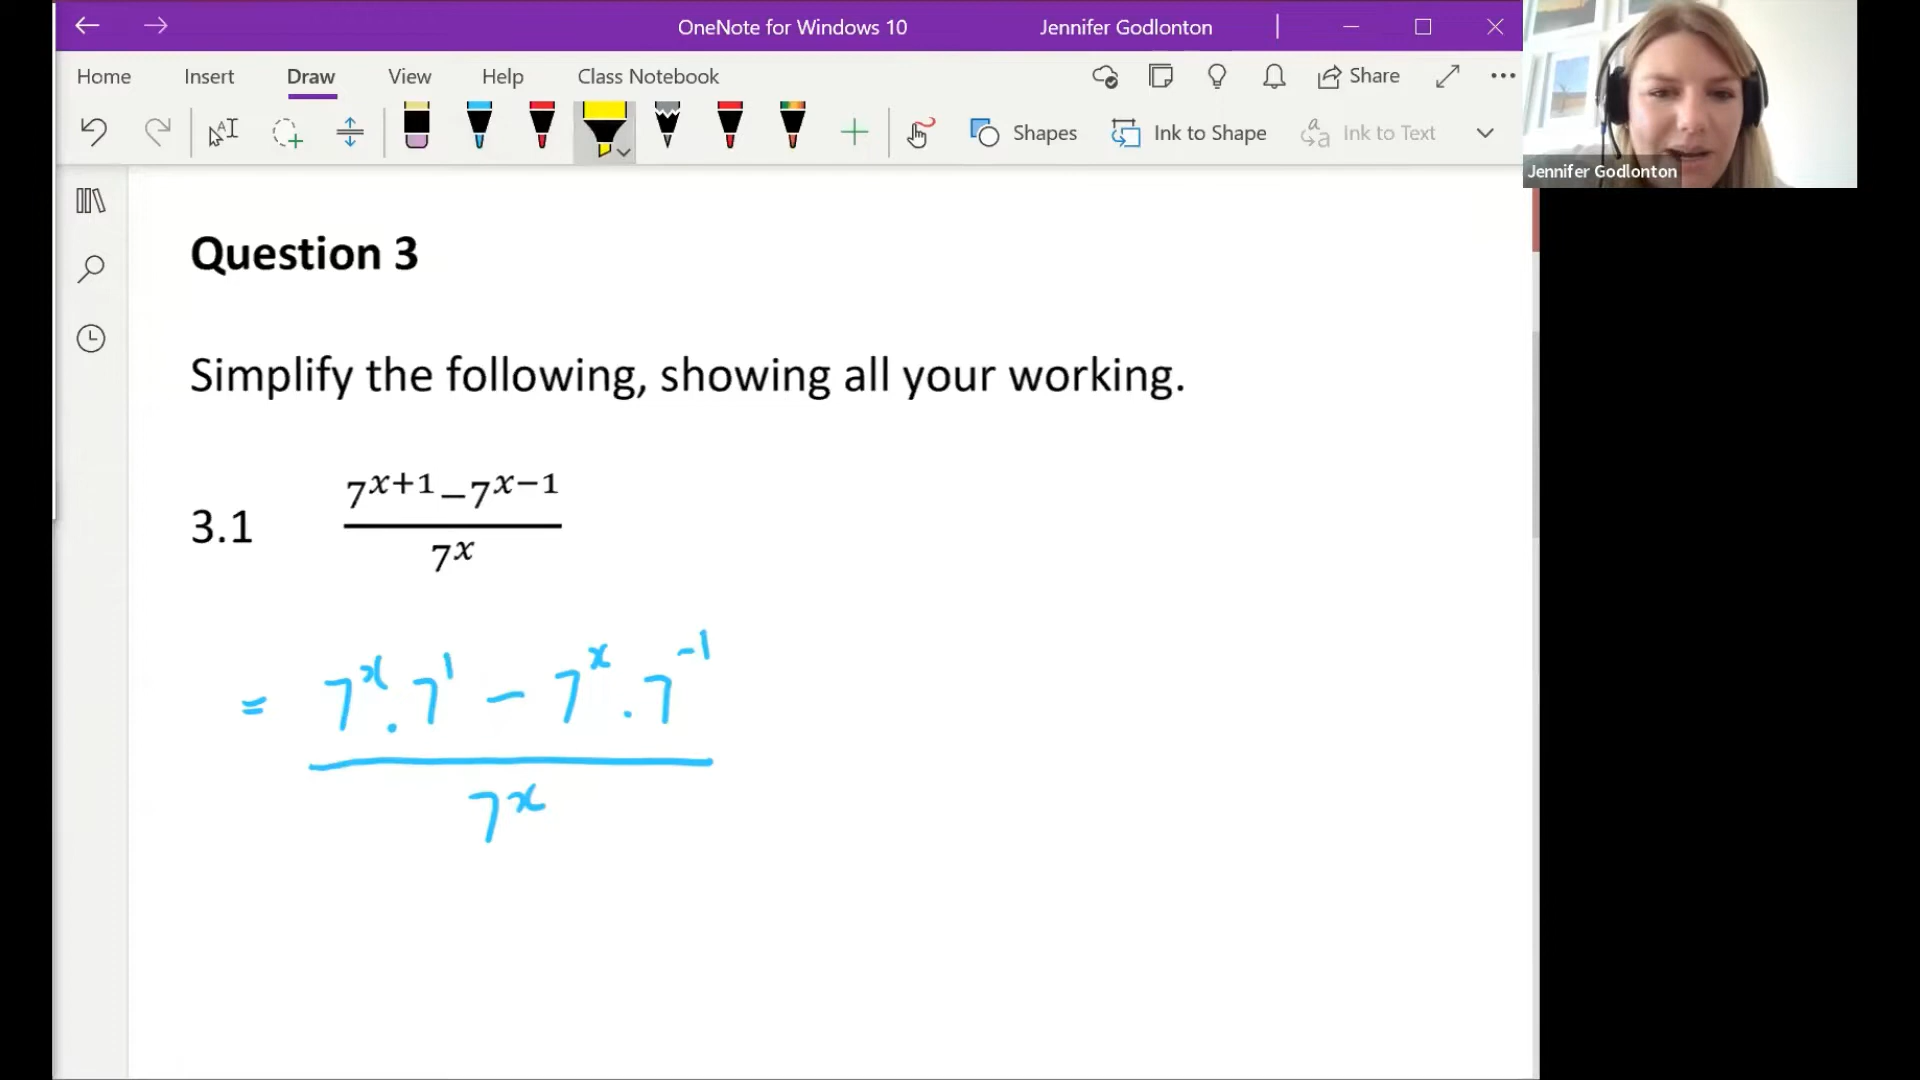 OneNote for Windows 10
Jennifer Godlonton
Home Insert Draw View Help Class Notebook Share
Shapes Ink to Shape Ink to Text
Jennifer Godlonton
Question 3
Simplify the following, showing all your working.
3.1 \frac{7^{x+1}-7^{x-1}}{7^x}
= \frac{7^x . 7^1 - 7^x . 7^{-1}}{7^x}